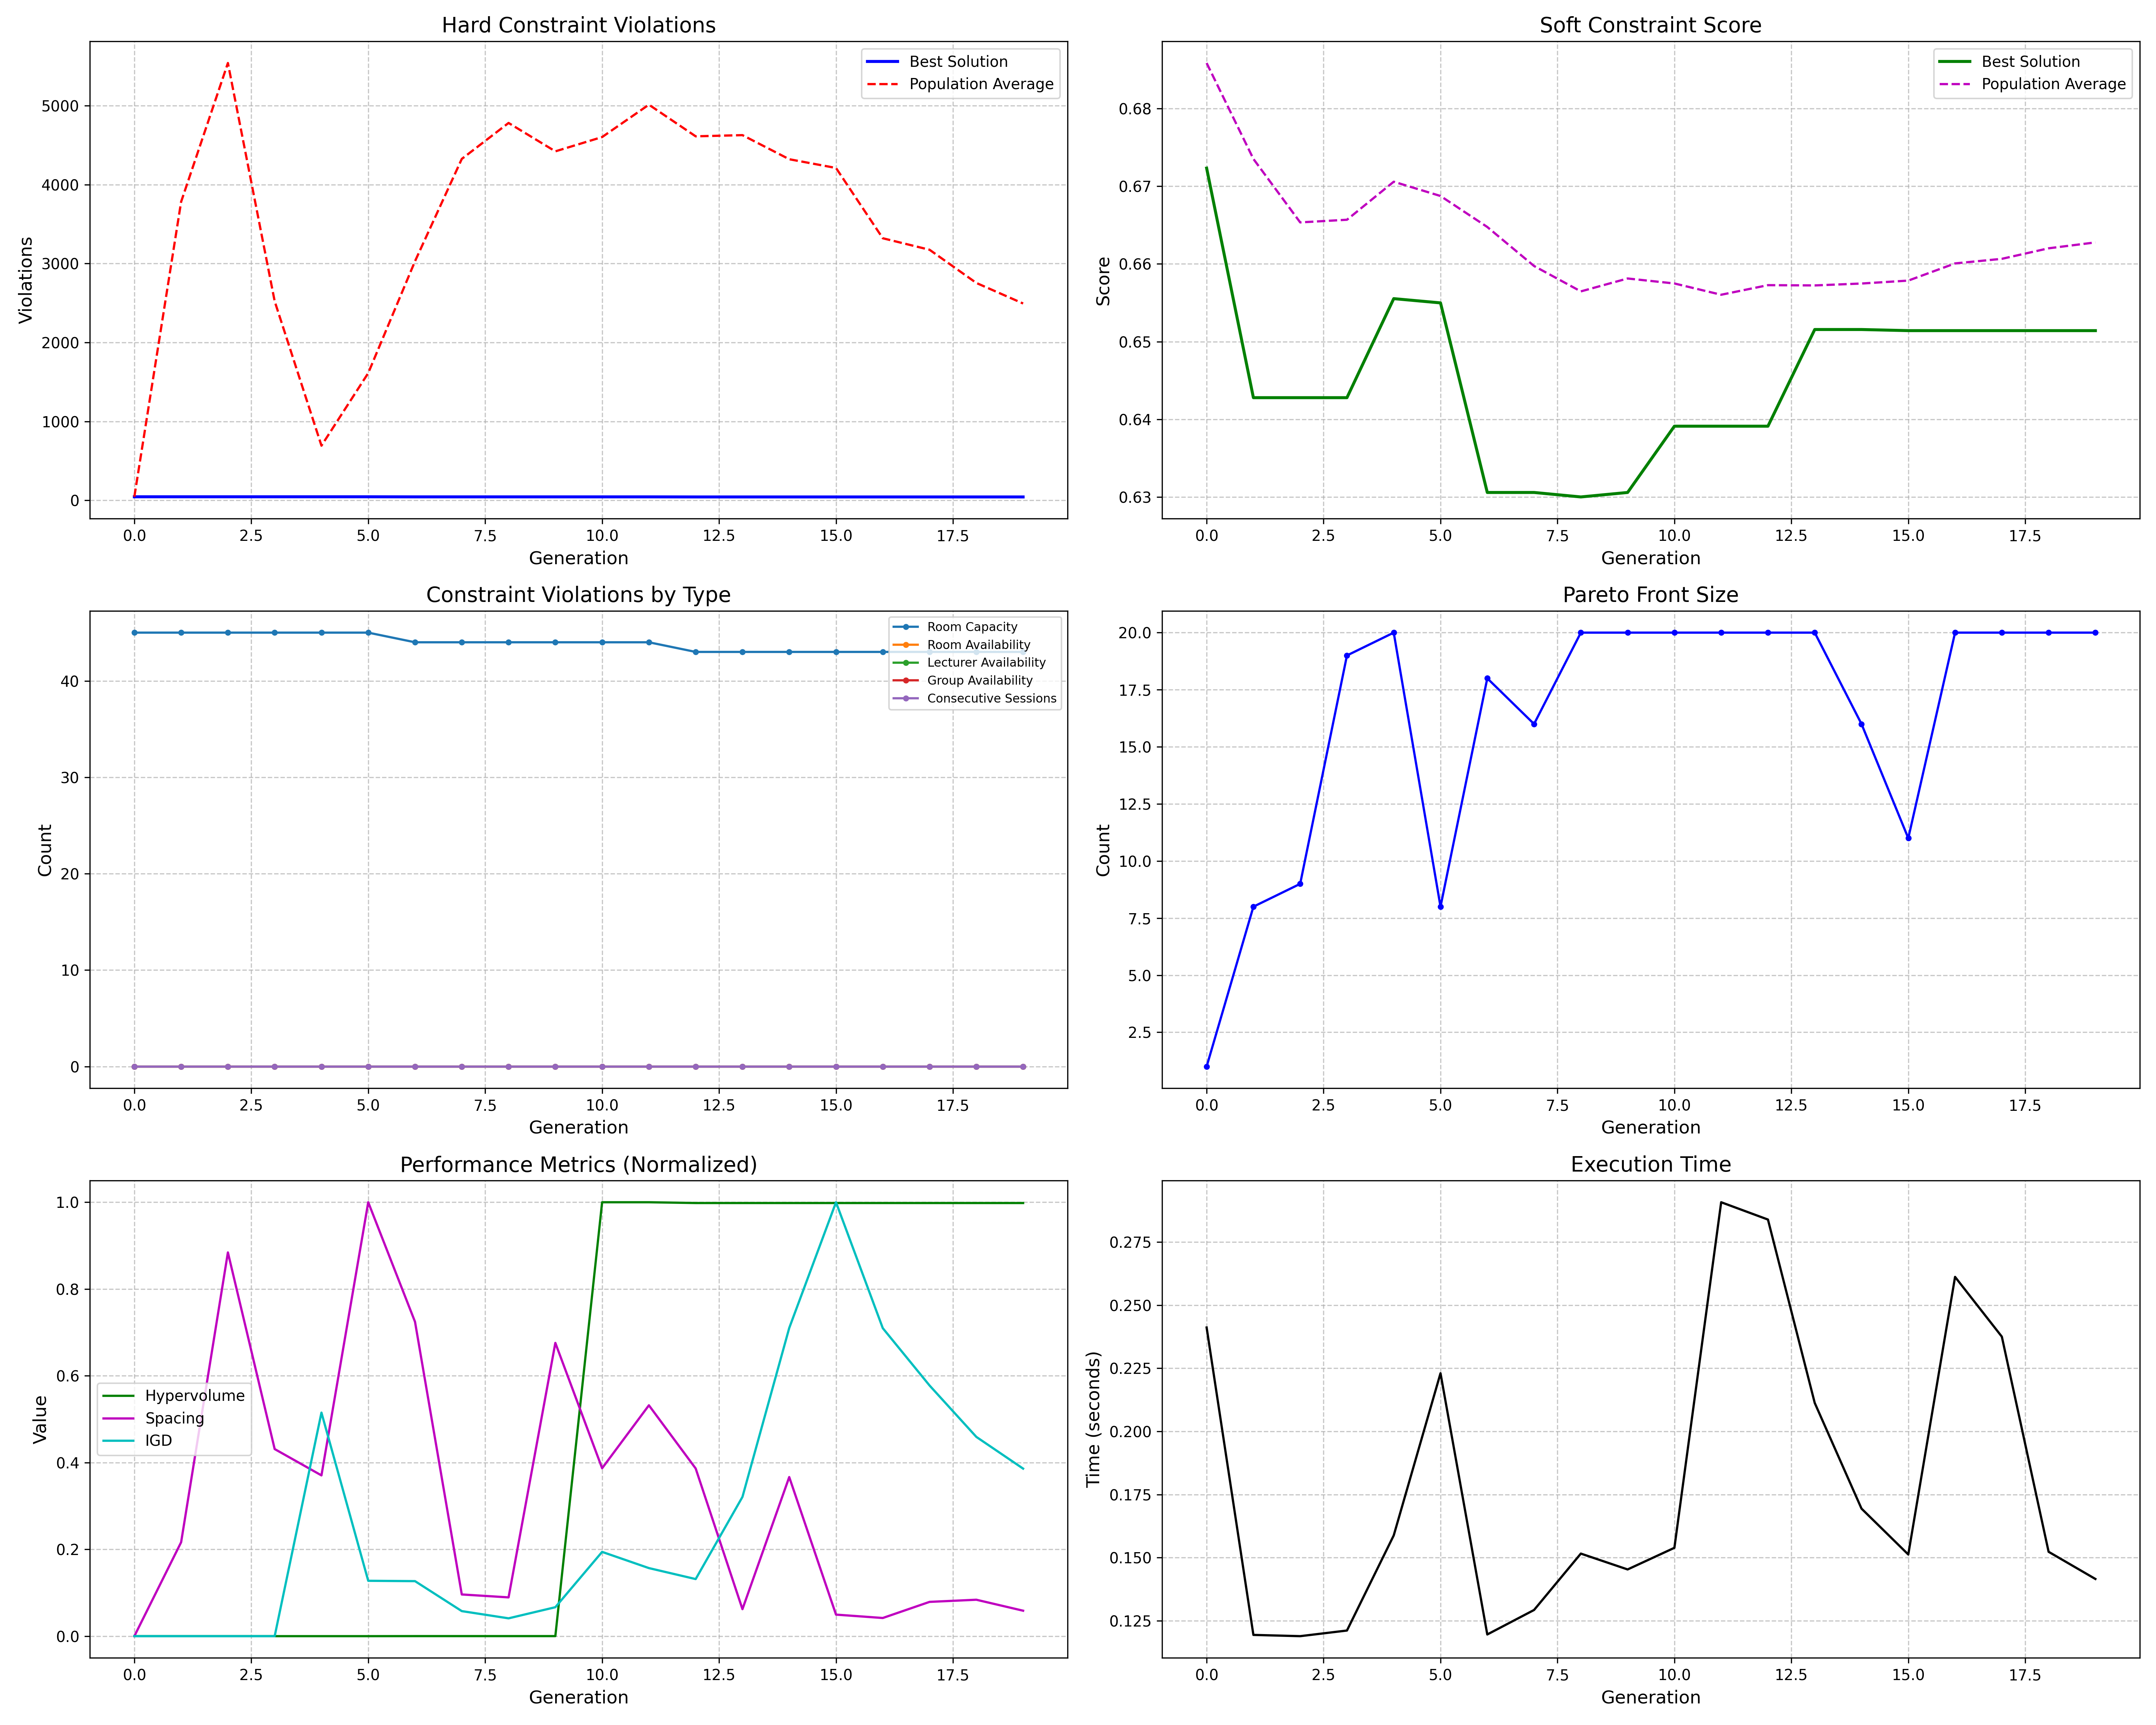 Hard Constraint Violations
Violations
5000
4000
3000
2000
1000
0
Best Solution
Population Average
0.0 2.5 5.0 7.5 10.0 12.5 15.0 17.5
Generation
Soft Constraint Score
Score
0.68
0.67
0.66
0.65
0.64
0.63
Best Solution
Population Average
0.0 2.5 5.0 7.5 10.0 12.5 15.0 17.5
Generation
Constraint Violations by Type
Count
40
30
20
10
0
Room Capacity
Room Availability
Lecturer Availability
Group Availability
Consecutive Sessions
0.0 2.5 5.0 7.5 10.0 12.5 15.0 17.5
Generation
Pareto Front Size
Count
20.0
17.5
15.0
12.5
10.0
7.5
5.0
2.5
0.0 2.5 5.0 7.5 10.0 12.5 15.0 17.5
Generation
Performance Metrics (Normalized)
Value
1.0
0.8
0.6
0.4
0.2
0.0
Hypervolume
Spacing
IGD
0.0 2.5 5.0 7.5 10.0 12.5 15.0 17.5
Generation
Execution Time
Time (seconds)
0.275
0.250
0.225
0.200
0.175
0.150
0.125
0.0 2.5 5.0 7.5 10.0 12.5 15.0 17.5
Generation